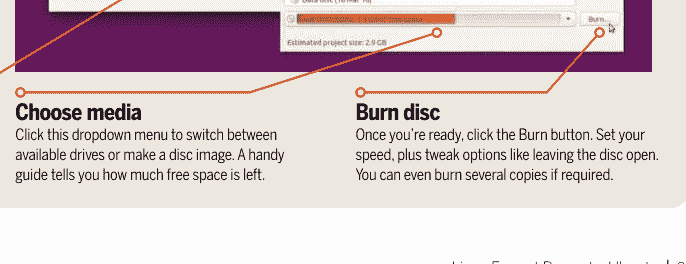 Burn...
Estimated project size: 2.9 GB
Choose media
Click this dropdown menu to switch between
available drives or make a disc image. A handy
guide tells you how much free space is left.
Burn disc
Once you're ready, click the Burn button. Set your
speed, plus tweak options like leaving the disc open.
You can even burn several copies if required.